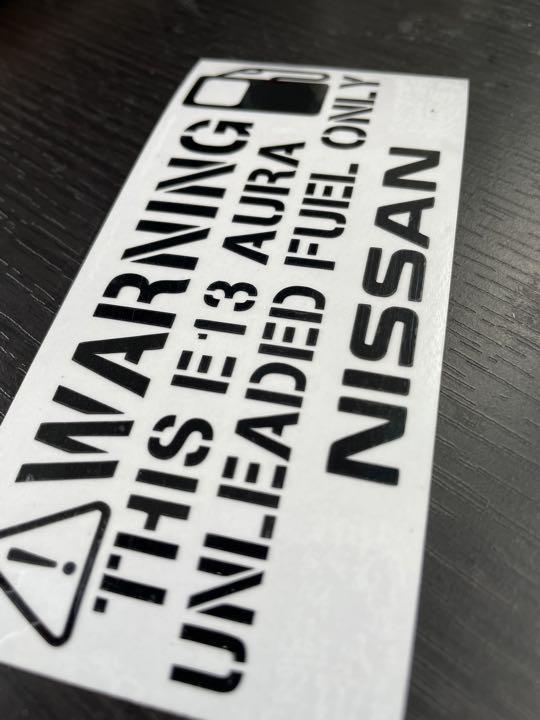 WARNING
THIS E13 AURA
UNLEADED FUEL ONLY
NISSAN